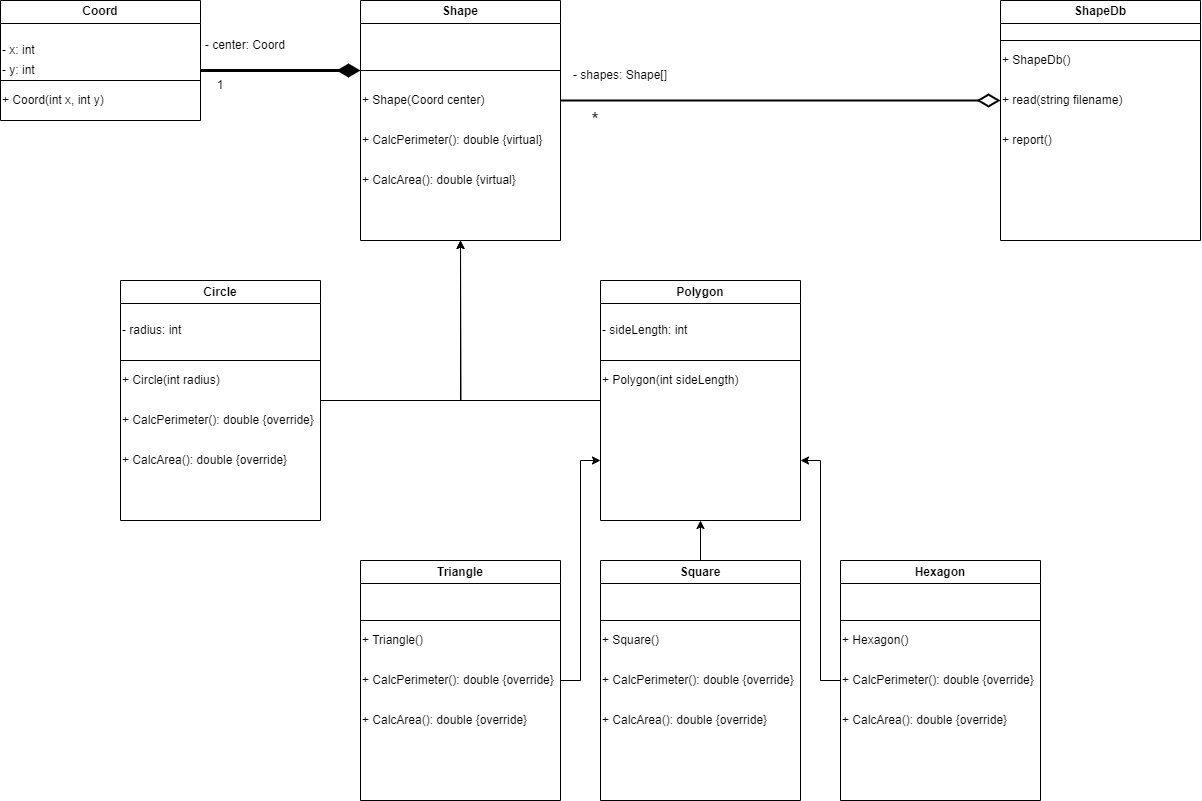 Coord
- x: int
- y: int
+ Coord(int x, int y)
- center: Coord
1
Shape
+ Shape(Coord center)
+ CalcPerimeter(): double {virtual}
+ CalcArea(): double {virtual}
- shapes: Shape[]
*
ShapeDb
+ ShapeDb()
+ read(string filename)
+ report()
Circle
- radius: int
+ Circle(int radius)
+ CalcPerimeter(): double {override}
+ CalcArea(): double {override}
Polygon
- sideLength: int
+ Polygon(int sideLength)
Triangle
+ Triangle()
+ CalcPerimeter(): double {override}
+ CalcArea(): double {override}
Square
+ Square()
+ CalcPerimeter(): double {override}
+ CalcArea(): double {override}
Hexagon
+ Hexagon()
+ CalcPerimeter(): double {override}
+ CalcArea(): double {override}